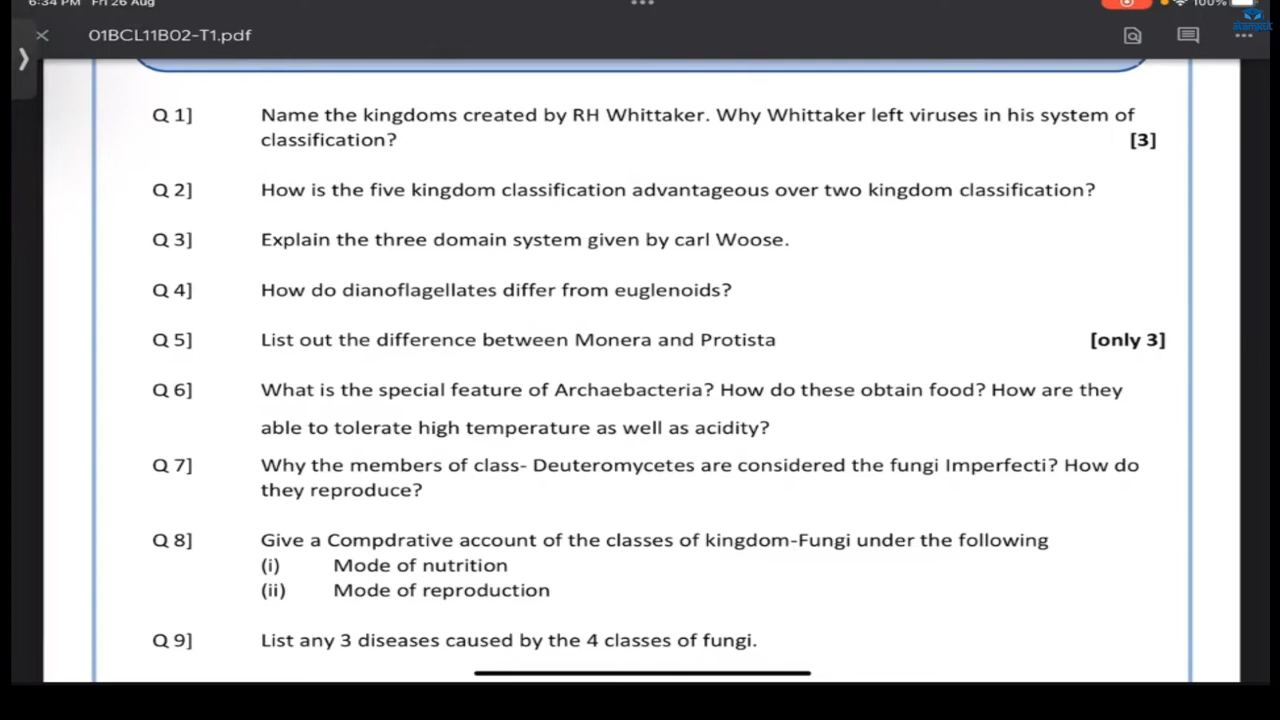 6:34 PM Fri 26 Aug
100%
01BCL11B02-T1.pdf
Q 1] Name the kingdoms created by RH Whittaker. Why Whittaker left viruses in his system of
classification? [3]
Q 2] How is the five kingdom classification advantageous over two kingdom classification?
Q 3] Explain the three domain system given by carl Woose.
Q 4] How do dianoflagellates differ from euglenoids?
Q 5] List out the difference between Monera and Protista [only 3]
Q 6] What is the special feature of Archaebacteria? How do these obtain food? How are they
able to tolerate high temperature as well as acidity?
Q 7] Why the members of class- Deuteromycetes are considered the fungi Imperfecti? How do
they reproduce?
Q 8] Give a Compdrative account of the classes of kingdom-Fungi under the following
(i) Mode of nutrition
(ii) Mode of reproduction
Q 9] List any 3 diseases caused by the 4 classes of fungi.